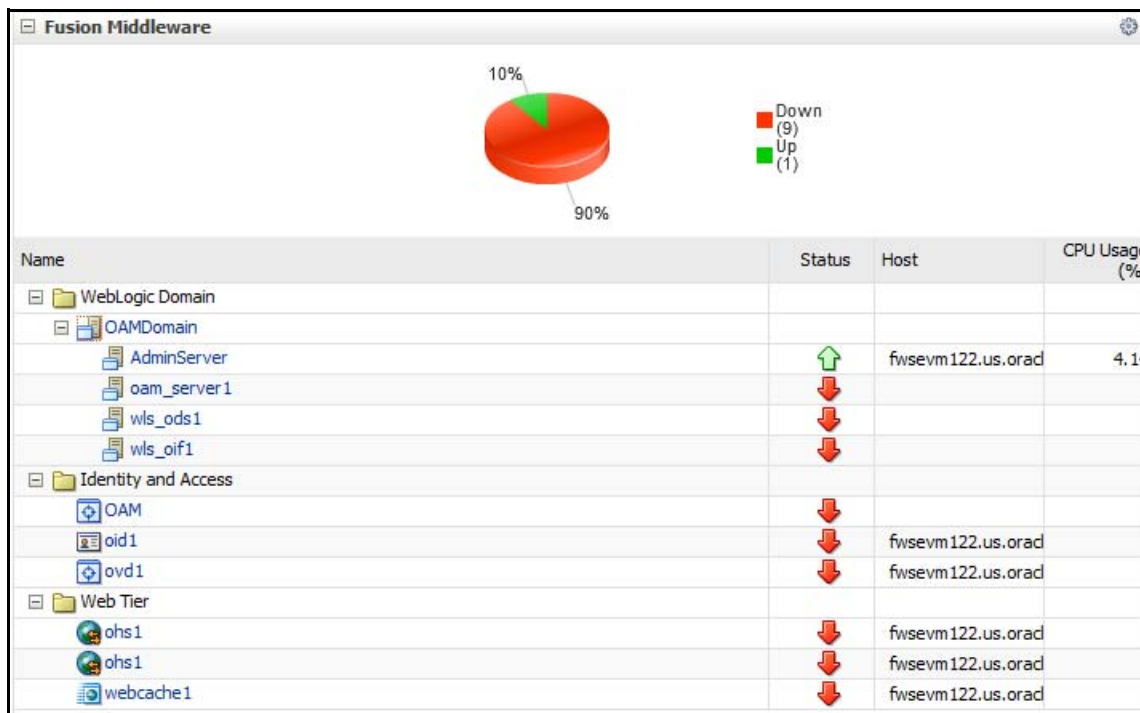 Fusion Middleware
10%
Down
(9)
Up
(1)
90%
Name Status Host CPU Usage
(%
WebLogic Domain
OAMDomain
AdminServer fwsevm122.us.oracl 4.1
oam_server1
wls_ods1
wls_oif1
Identity and Access
OAM
oid1 fwsevm122.us.oracl
ovd1 fwsevm122.us.oracl
Web Tier
ohs1 fwsevm122.us.oracl
ohs1 fwsevm122.us.oracl
webcache1 fwsevm122.us.oracl